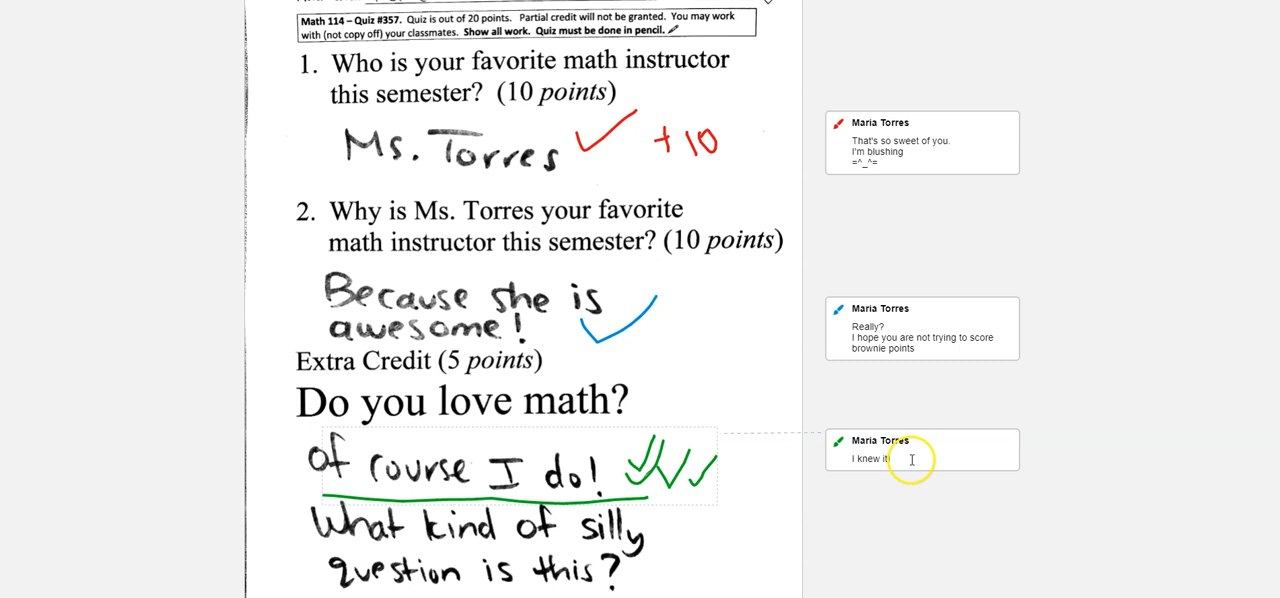 Math 114 – Quiz #357. Quiz is out of 20 points. Partial credit will not be granted. You may work
with (not copy off) your classmates. Show all work. Quiz must be done in pencil.
1. Who is your favorite math instructor
this semester? (10 points)
Ms. Torres ✓ +10
2. Why is Ms. Torres your favorite
math instructor this semester? (10 points)
Because she is
awesome! ✓
Extra Credit (5 points)
Do you love math?
of course I do! ✓✓✓
What kind of silly
question is this?
Maria Torres
That's so sweet of you.
I'm blushing
=^_^=
Maria Torres
Really?
I hope you are not trying to score
brownie points
Maria Torres
I knew it!